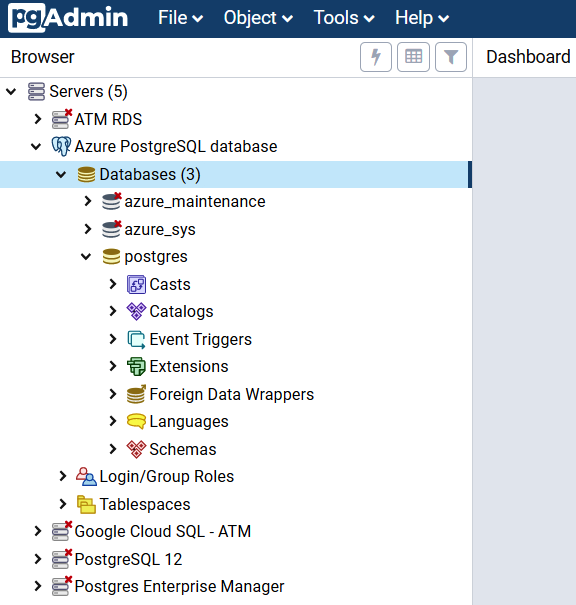 pgAdmin File Object Tools Help
Browser Dashboard
Servers (5)
ATM RDS
Azure PostgreSQL database
Databases (3)
azure_maintenance
azure_sys
postgres
Casts
Catalogs
Event Triggers
Extensions
Foreign Data Wrappers
Languages
Schemas
Login/Group Roles
Tablespaces
Google Cloud SQL - ATM
PostgreSQL 12
Postgres Enterprise Manager